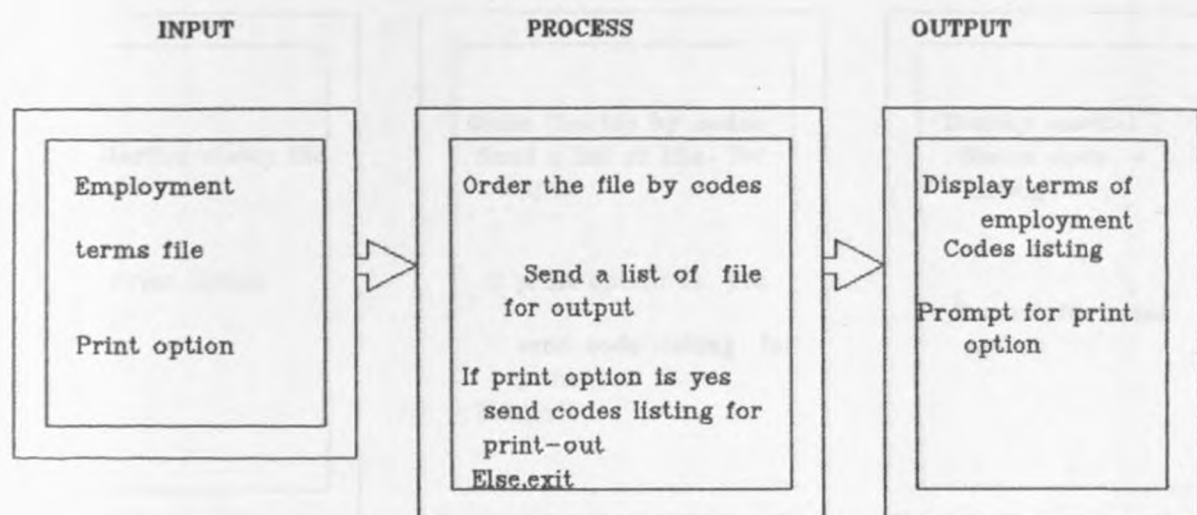 INPUT
PROCESS
OUTPUT
Employment
terms file
Print option
Order the file by codes
Send a list of file
for output
If print option is yes
send codes listing for
print-out
Else,exit
Display terms of
employment
Codes listing
Prompt for print
option